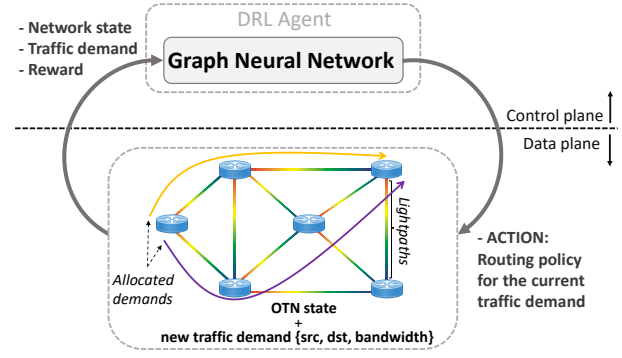 DRL Agent
Graph Neural Network
- Network state
- Traffic demand
- Reward
Control plane
Data plane
Lightpaths
Allocated
demands
- ACTION:
Routing policy
for the current
traffic demand
OTN state
+
new traffic demand {src, dst, bandwidth}